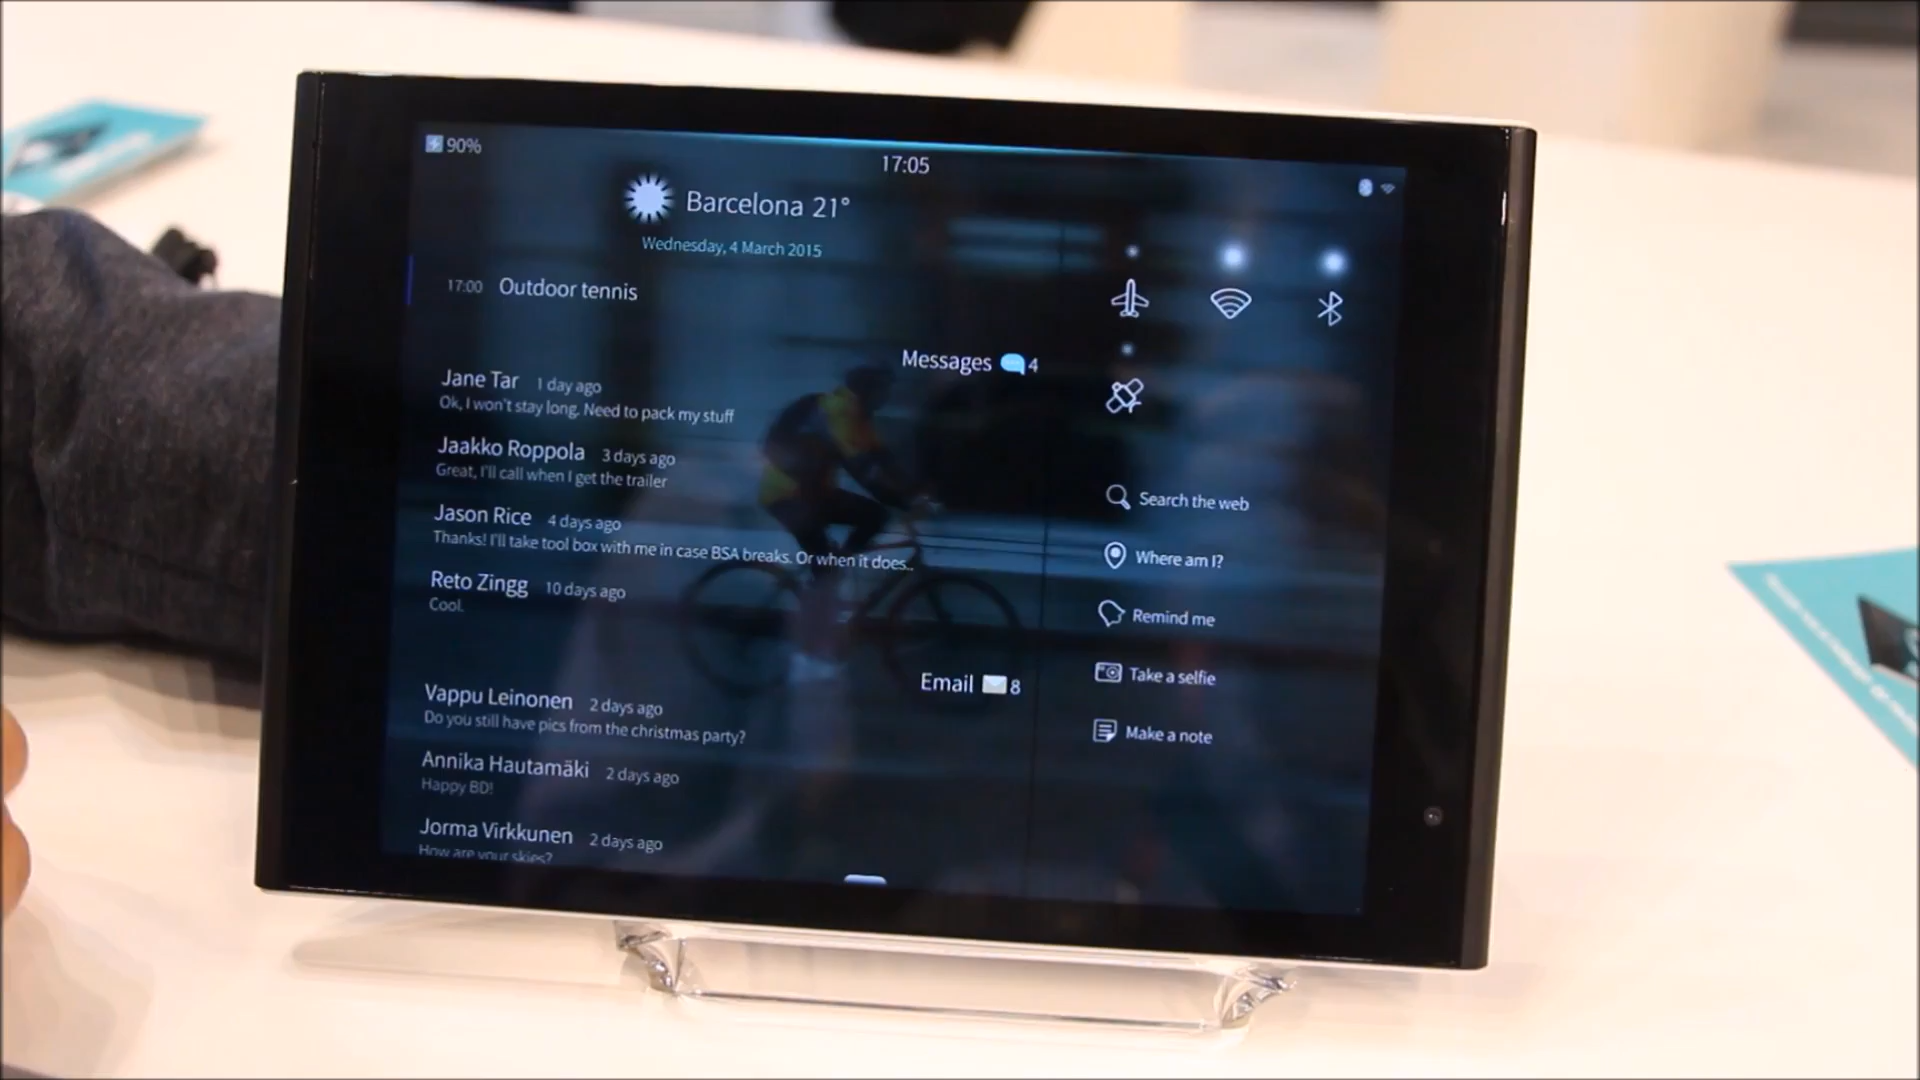 90%
17:05
Barcelona 21°
Wednesday, 4 March 2015
17:00 Outdoor tennis
Messages 4
Jane Tar 1 day ago
Ok, I won't stay long. Need to pack my stuff
Jaakko Roppola 3 days ago
Great, I'll call when I get the trailer
Jason Rice 4 days ago
Thanks! I'll take tool box with me in case BSA breaks. Or when it does..
Reto Zingg 10 days ago
Cool.
Email 8
Vappu Leinonen 2 days ago
Do you still have pics from the christmas party?
Annika Hautamäki 2 days ago
Happy BD!
Jorma Virkkunen 2 days ago
How are your skies?
Search the web
Where am I?
Remind me
Take a selfie
Make a note